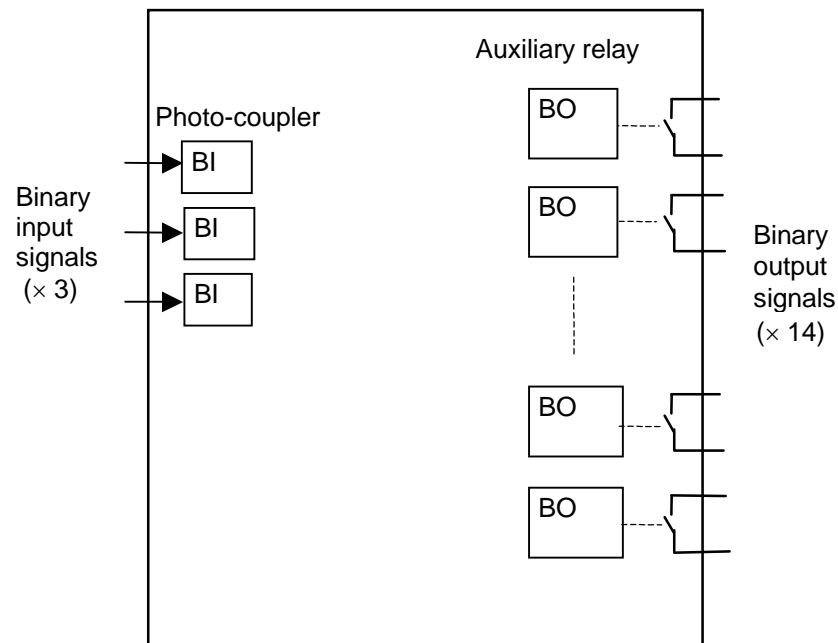 Auxiliary relay
BO
Photo-coupler
BI
BO
Binary
input
signals
(× 3)
BI
BI
Binary
output
signals
(× 14)
BO
BO